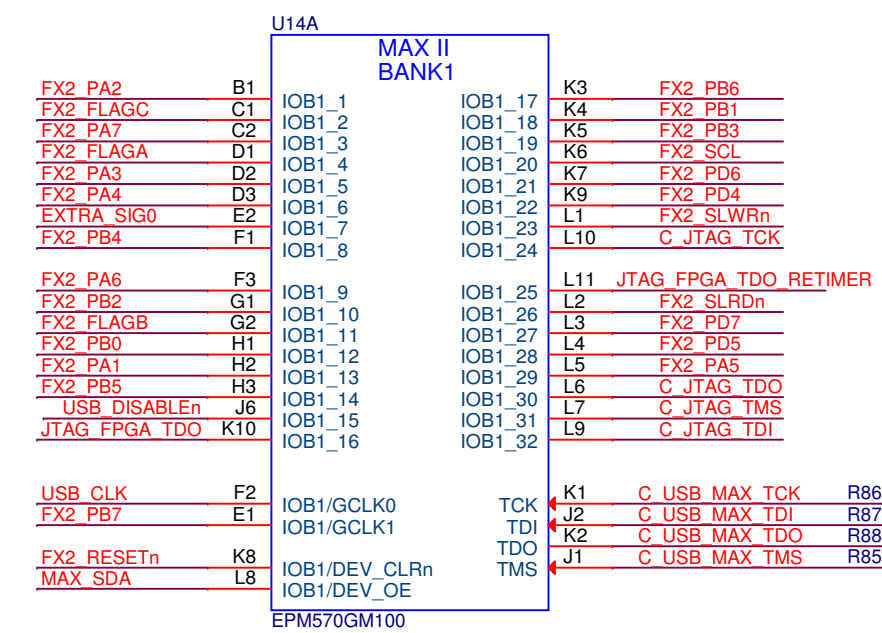 U14A
MAX II
BANK1
FX2_PA2 B1 IOB1_1 IOB1_17 K3 FX2_PB6
FX2_FLAGC C1 IOB1_2 IOB1_18 K4 FX2_PB1
FX2_PA7 C2 IOB1_3 IOB1_19 K5 FX2_PB3
FX2_FLAGA D1 IOB1_4 IOB1_20 K6 FX2_SCL
FX2_PA3 D2 IOB1_5 IOB1_21 K7 FX2_PD6
FX2_PA4 D3 IOB1_6 IOB1_22 K9 FX2_PD4
EXTRA_SIG0 E2 IOB1_7 IOB1_23 L1 FX2_SLWRn
FX2_PB4 F1 IOB1_8 IOB1_24 L10 C_JTAG_TCK
FX2_PA6 F3 IOB1_9 IOB1_25 L11 JTAG_FPGA_TDO_RETIMER
FX2_PB2 G1 IOB1_10 IOB1_26 L2 FX2_SLRDn
FX2_FLAGB G2 IOB1_11 IOB1_27 L3 FX2_PD7
FX2_PB0 H1 IOB1_12 IOB1_28 L4 FX2_PD5
FX2_PA1 H2 IOB1_13 IOB1_29 L5 FX2_PA5
FX2_PB5 H3 IOB1_14 IOB1_30 L6 C_JTAG_TDO
USB_DISABLEn J6 IOB1_15 IOB1_31 L7 C_JTAG_TMS
JTAG_FPGA_TDO K10 IOB1_16 IOB1_32 L9 C_JTAG_TDI
USB_CLK F2 IOB1/GCLK0 TCK K1 C_USB_MAX_TCK R86
FX2_PB7 E1 IOB1/GCLK1 TDI J2 C_USB_MAX_TDI R87
TDO K2 C_USB_MAX_TDO R88
FX2_RESETn K8 IOB1/DEV_CLRn TMS J1 C_USB_MAX_TMS R85
MAX_SDA L8 IOB1/DEV_OE
EPM570GM100